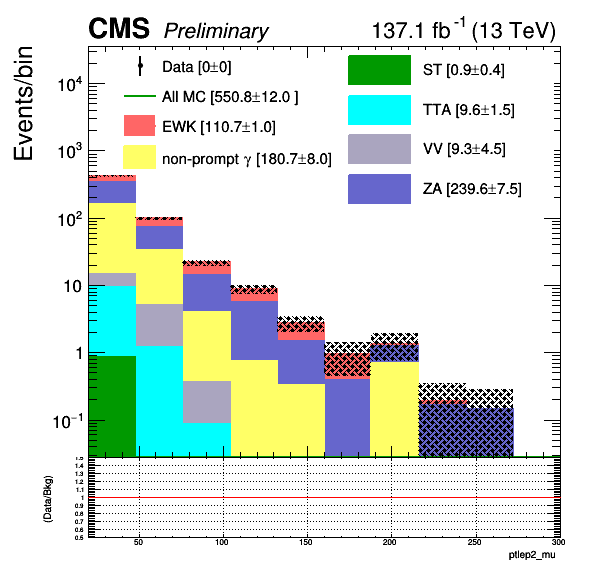 CMS Preliminary 137.1 fb⁻¹ (13 TeV)
Events/bin
Data [0±0]
All MC [550.8±12.0 ]
EWK [110.7±1.0]
non-prompt γ [180.7±8.0]
ST [0.9±0.4]
TTA [9.6±1.5]
VV [9.3±4.5]
ZA [239.6±7.5]
10⁴
10³
10²
10
1
10⁻¹
(Data/Bkg)
1.5
1.4
1.3
1.2
1.1
1
0.9
0.8
0.7
0.6
0.5
50 100 150 200 250 300
ptlep2_mu